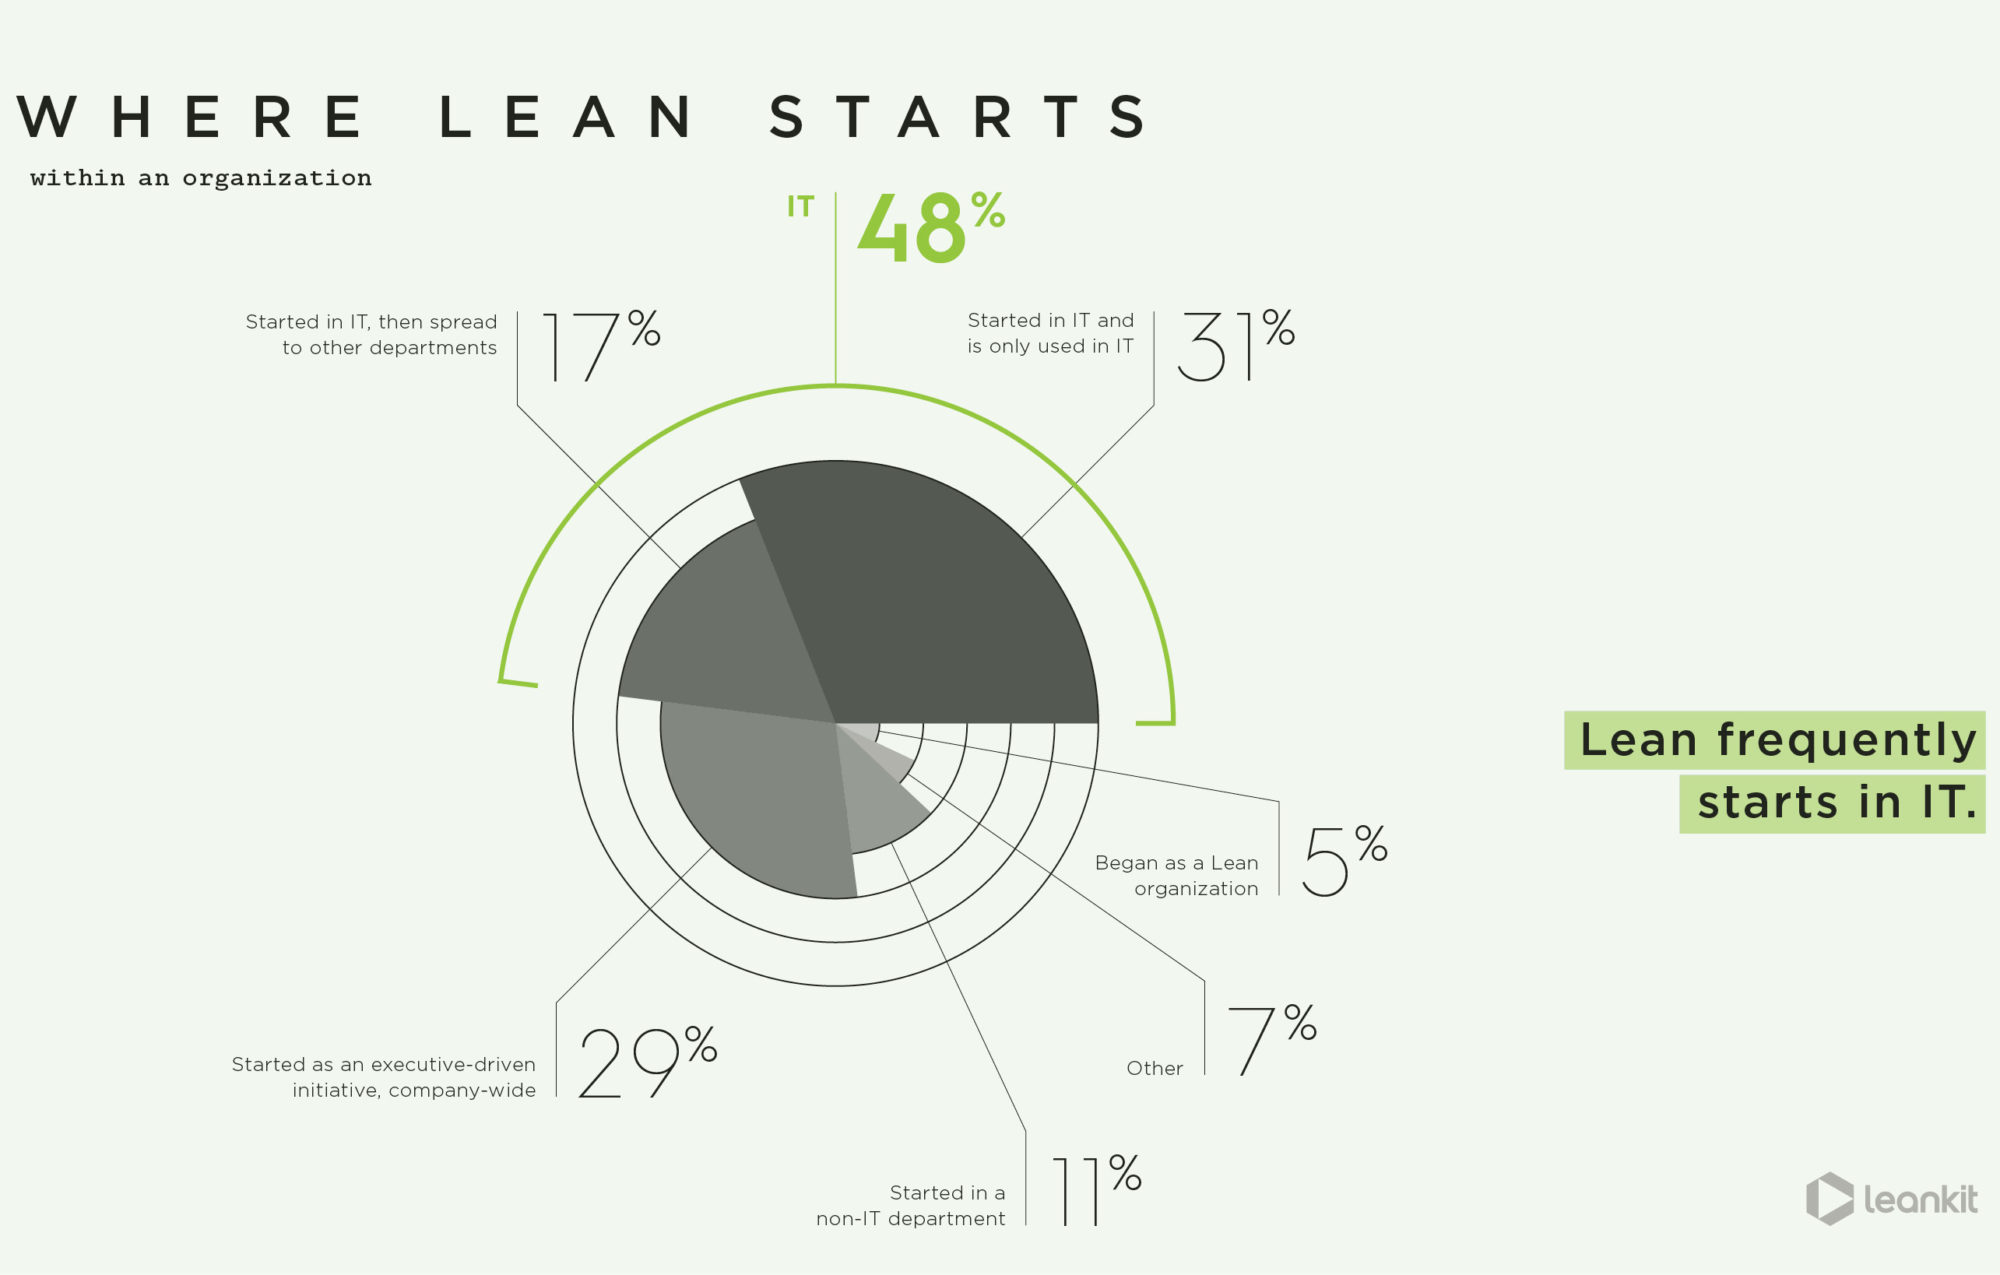 WHERE LEAN STARTS
within an organization
IT 48%
Started in IT, then spread
to other departments
17%
Started in IT and
is only used in IT
31%
Lean frequently
starts in IT.
Began as a Lean
organization
5%
Other
7%
Started as an executive-driven
initiative, company-wide
29%
Started in a
non-IT department
11%
leankit